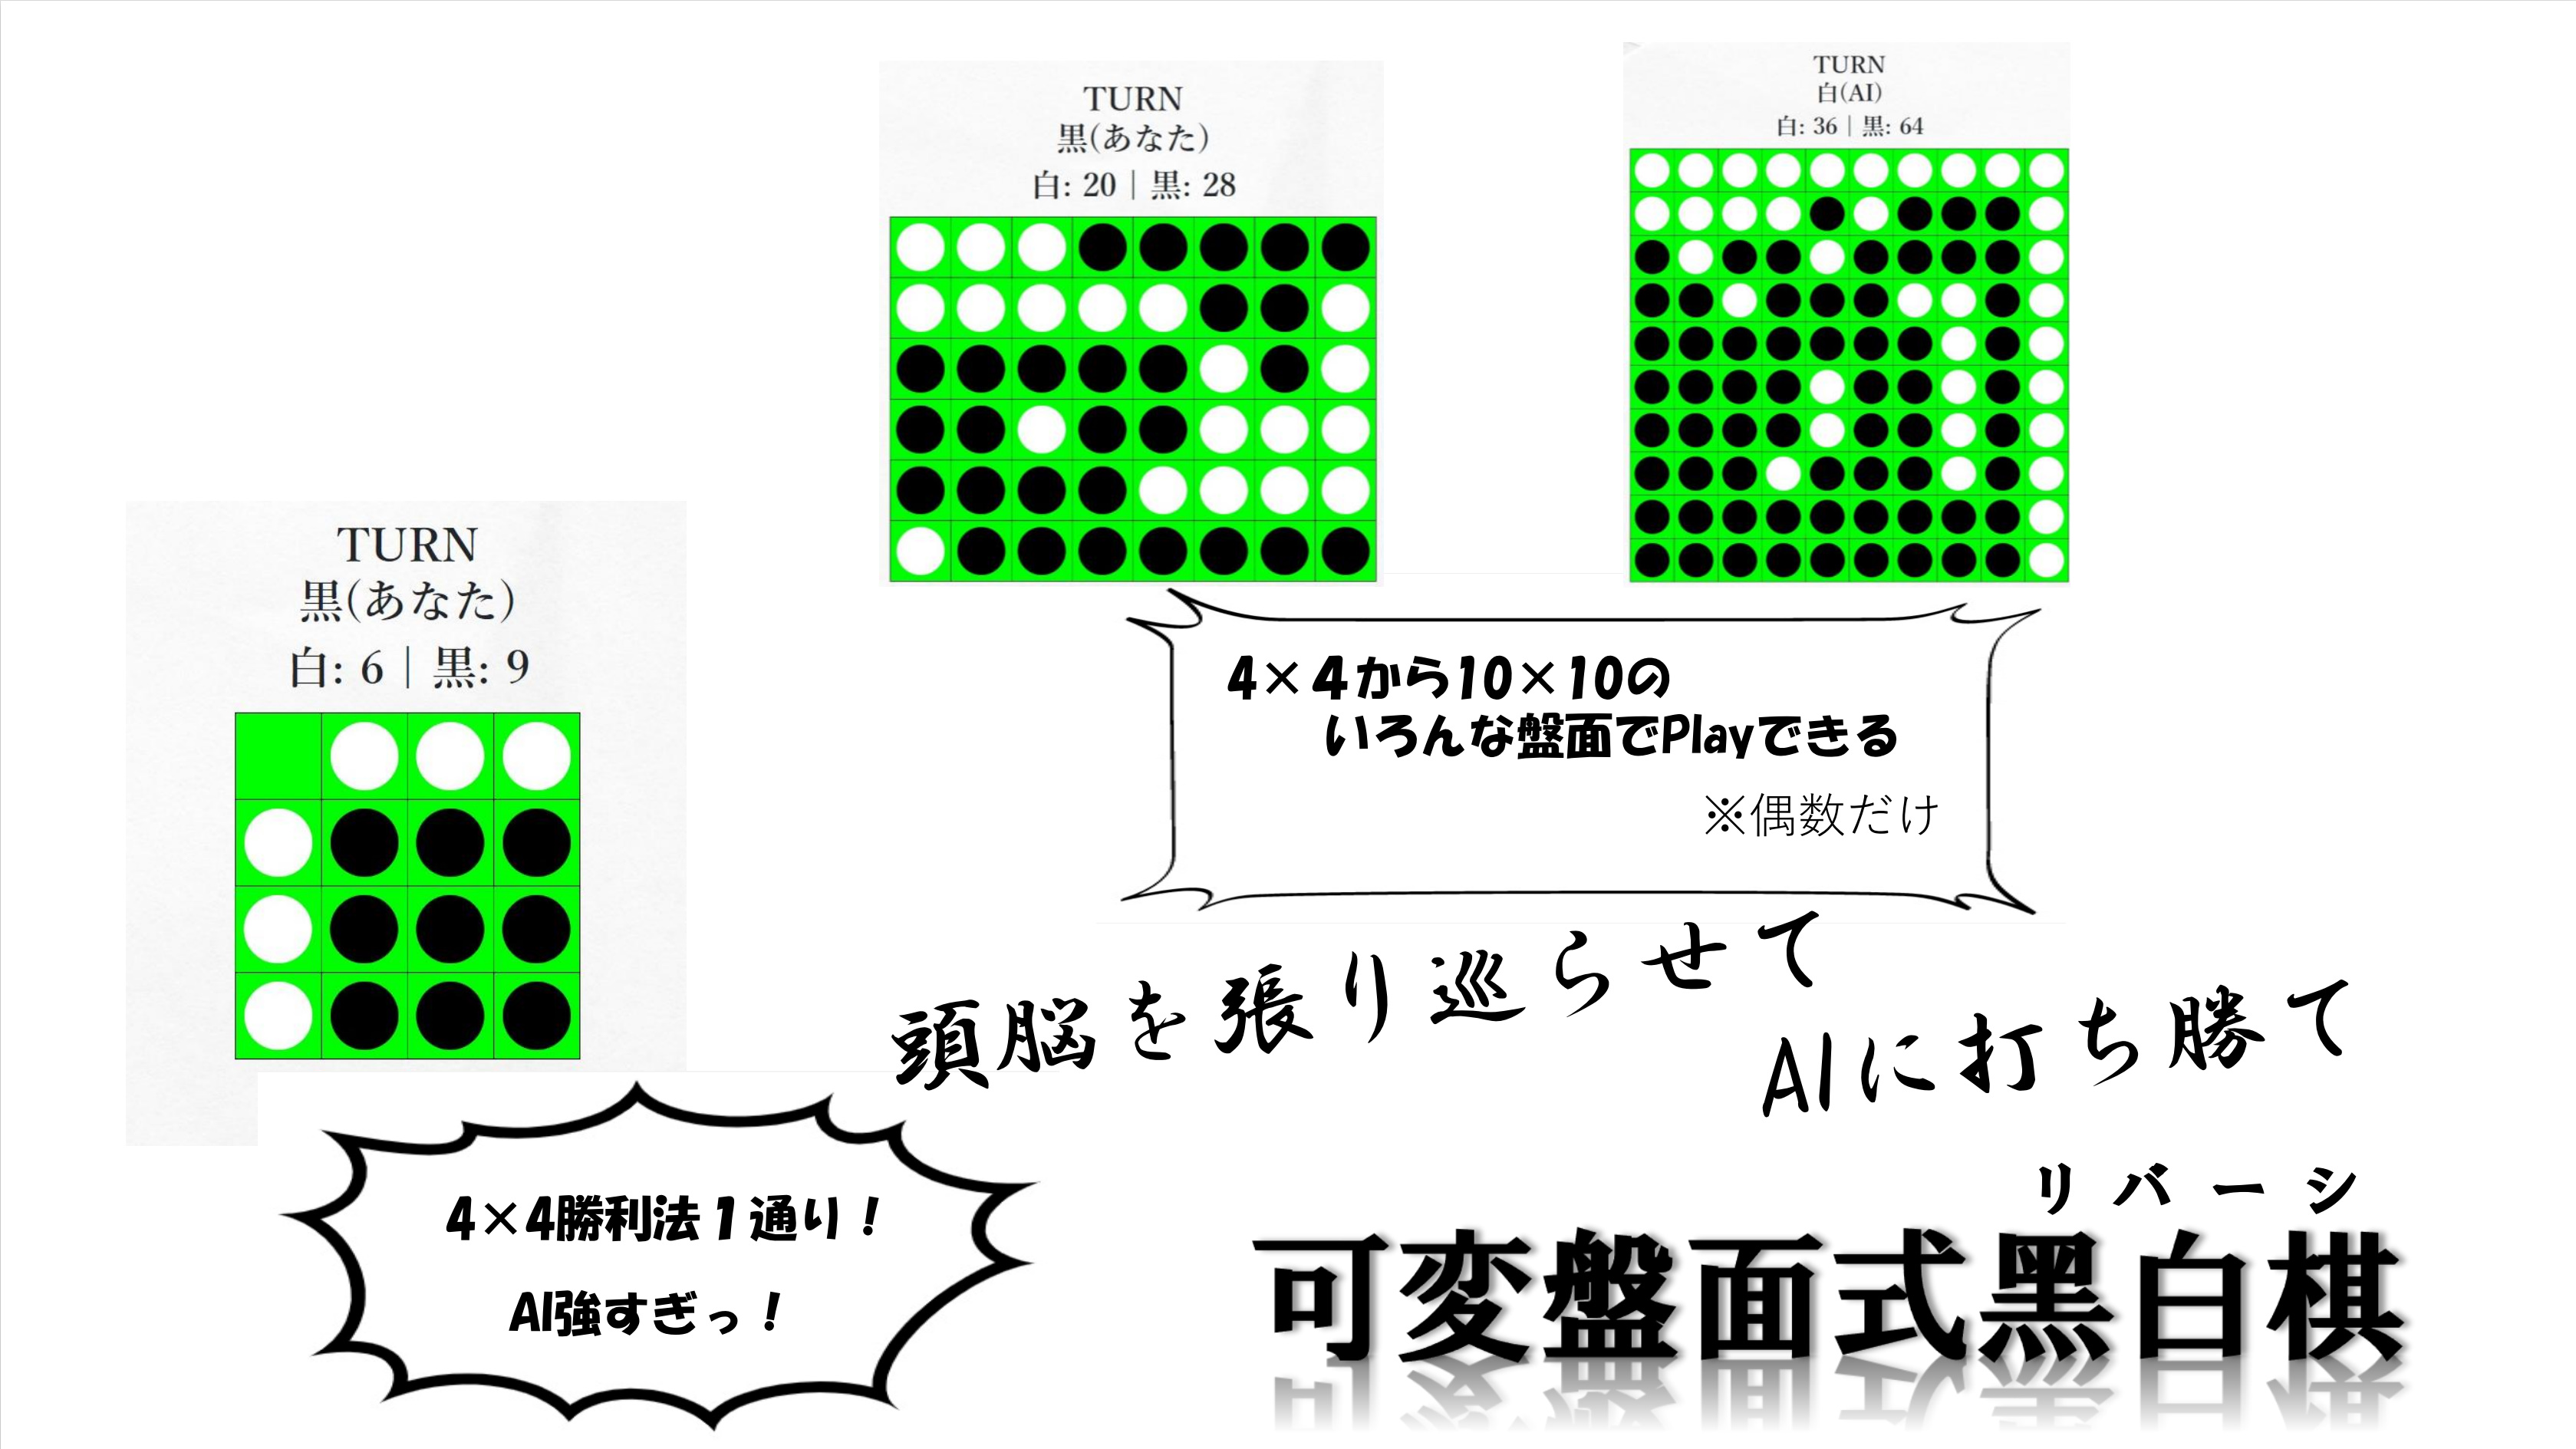 TURN
黒(あなた)
白: 20 | 黒: 28
TURN
白(AI)
白: 36 | 黒: 64
TURN
黒(あなた)
白: 6 | 黒: 9
4×4から10×10の
いろんな盤面でPlayできる
※偶数だけ
頭脳を張り巡らせて
AIに打ち勝て
4×4勝利法1通り!
AI強すぎっ!
リバーシ
可変盤面式黑白棋